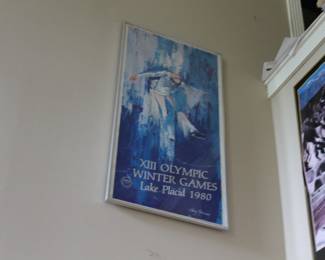 XIII OLYMPIC
WINTER GAMES
Lake Placid 1980